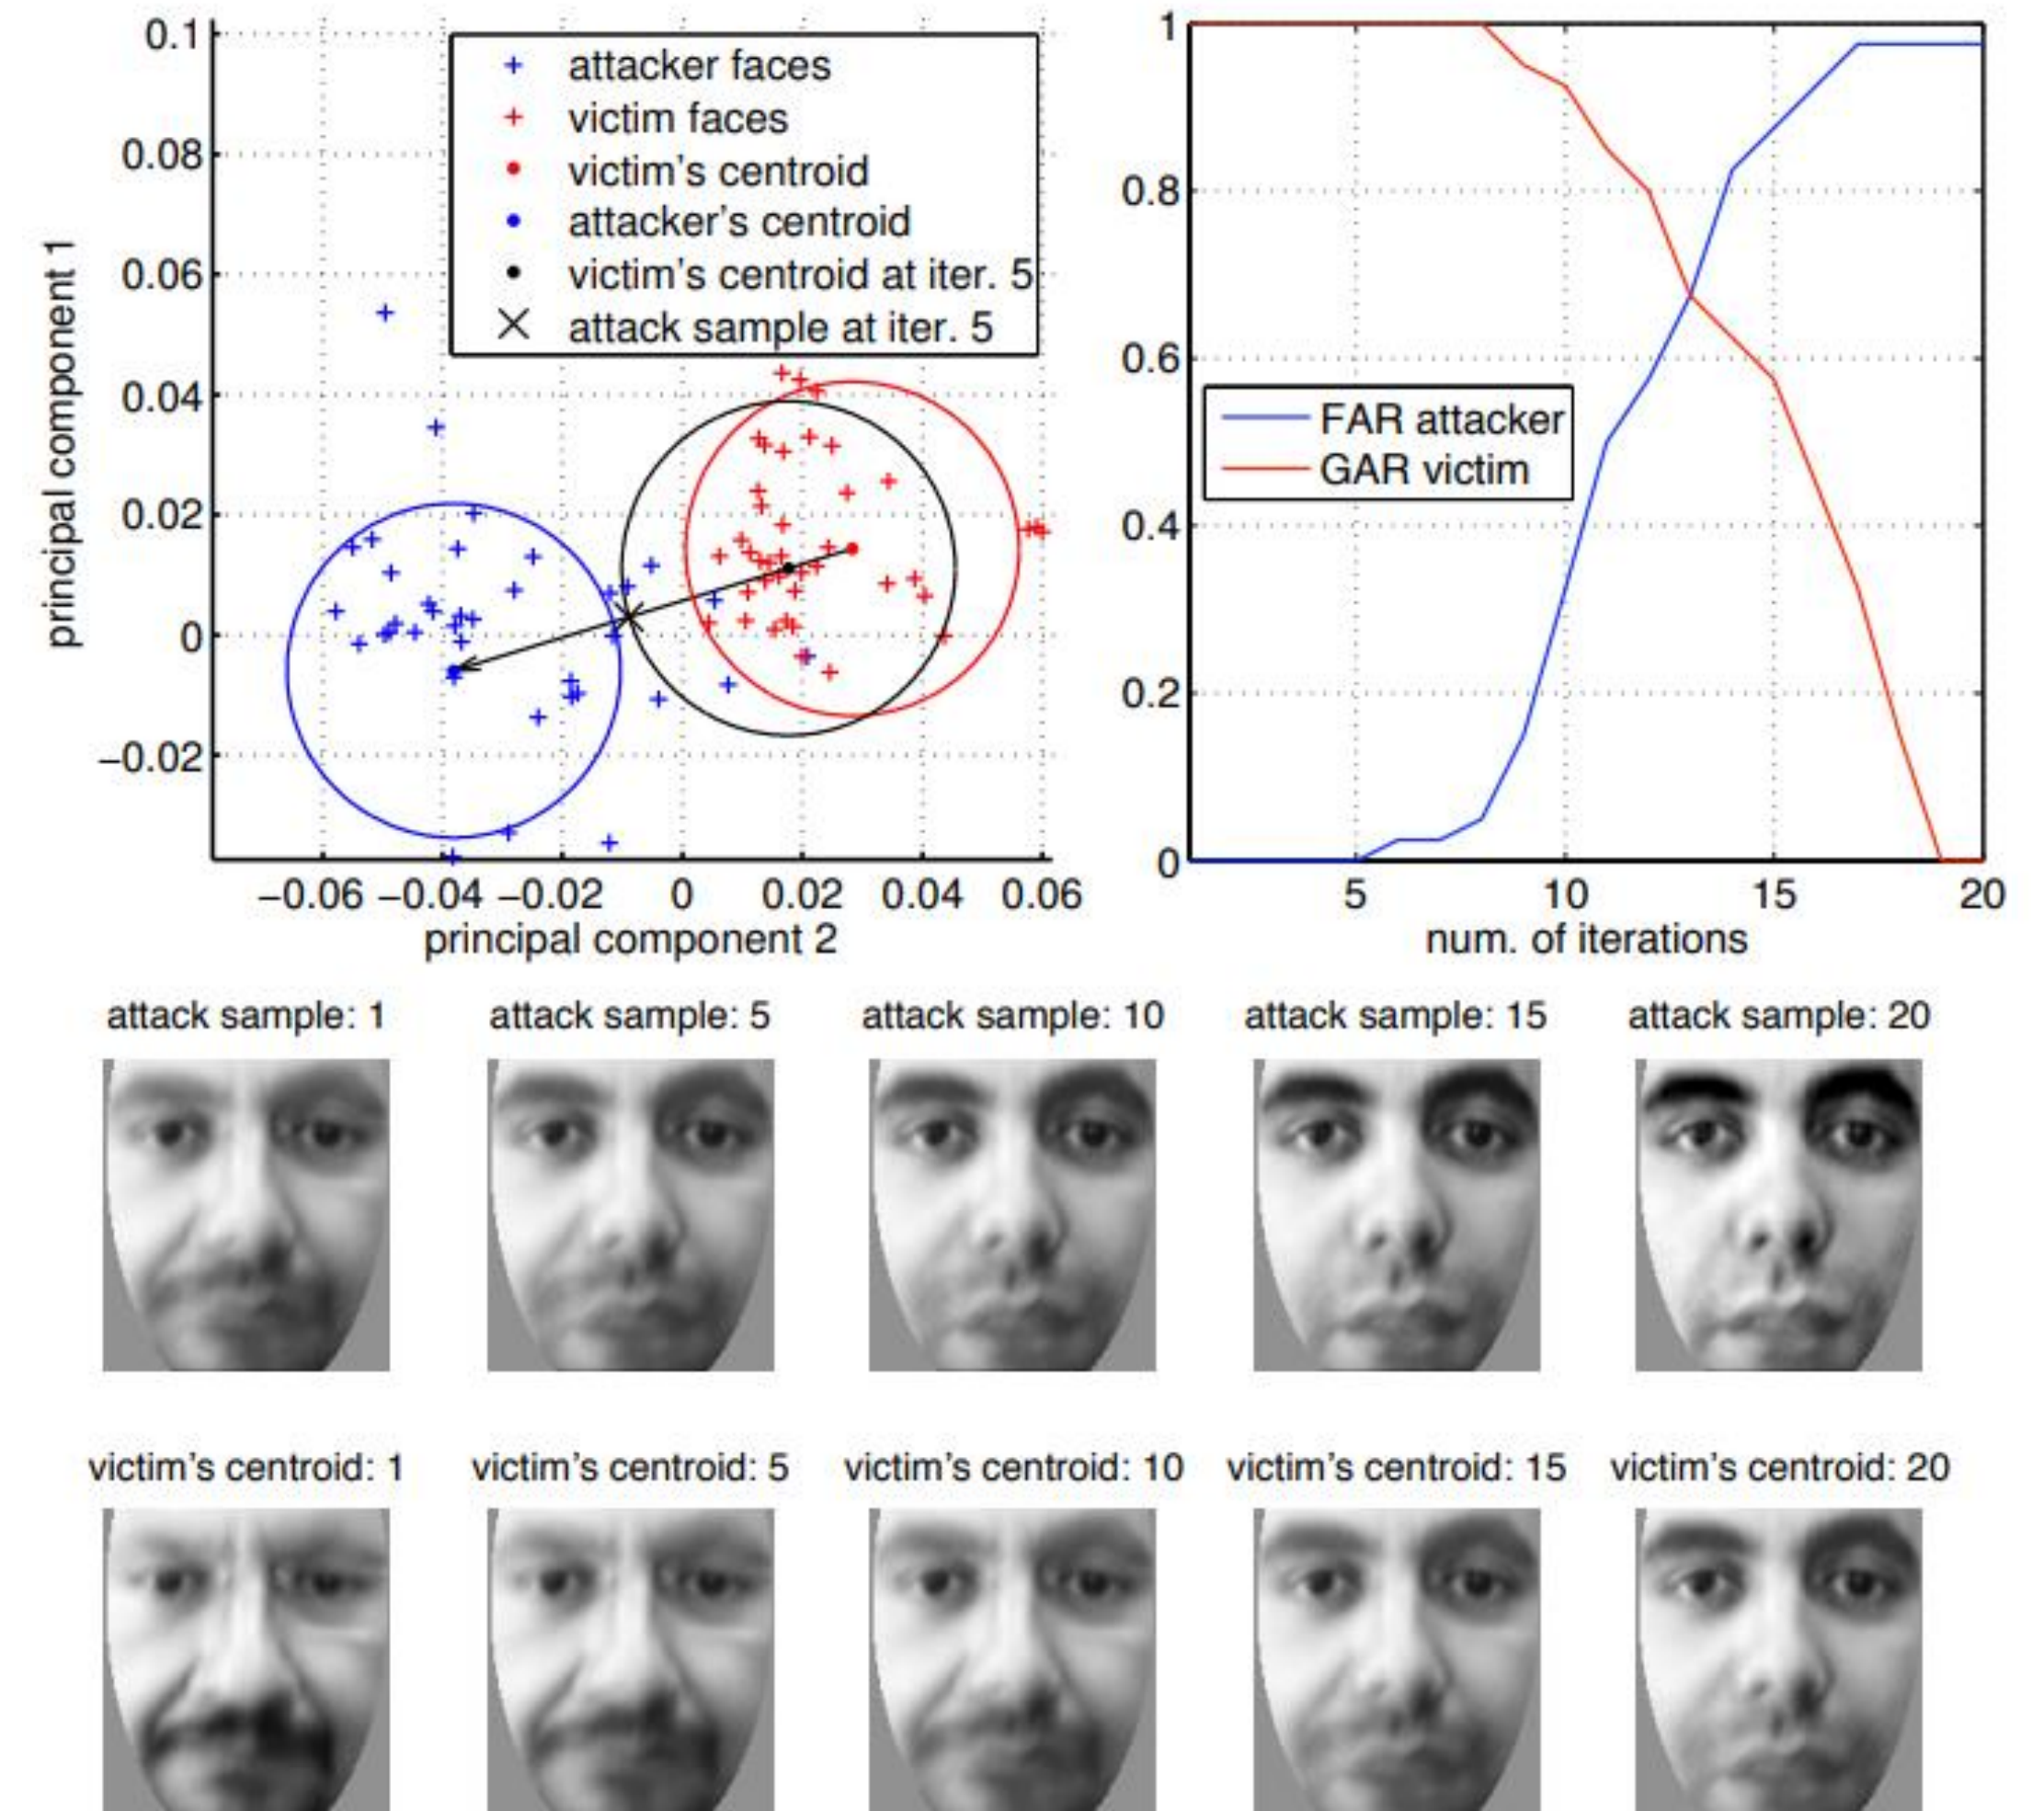 0.1
0.08
0.06
0.04
0.02
0
−0.02
principal component 1
attacker faces
victim faces
victim's centroid
attacker's centroid
victim's centroid at iter. 5
attack sample at iter. 5
−0.06 −0.04 −0.02 0 0.02 0.04 0.06
principal component 2
1
0.8
0.6
0.4
0.2
0
FAR attacker
GAR victim
5 10 15 20
num. of iterations
attack sample: 1
attack sample: 5
attack sample: 10
attack sample: 15
attack sample: 20
victim's centroid: 1
victim's centroid: 5
victim's centroid: 10
victim's centroid: 15
victim's centroid: 20